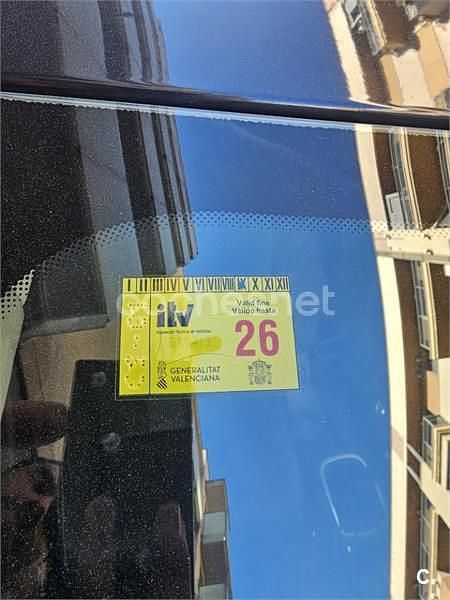 I II III IV V VI VII VIII IX X XI XII
itv
Inspecció Tècnica de Vehicles
Vàlid fins
Válido hasta
26
GENERALITAT
VALENCIANA
coches.net
C.